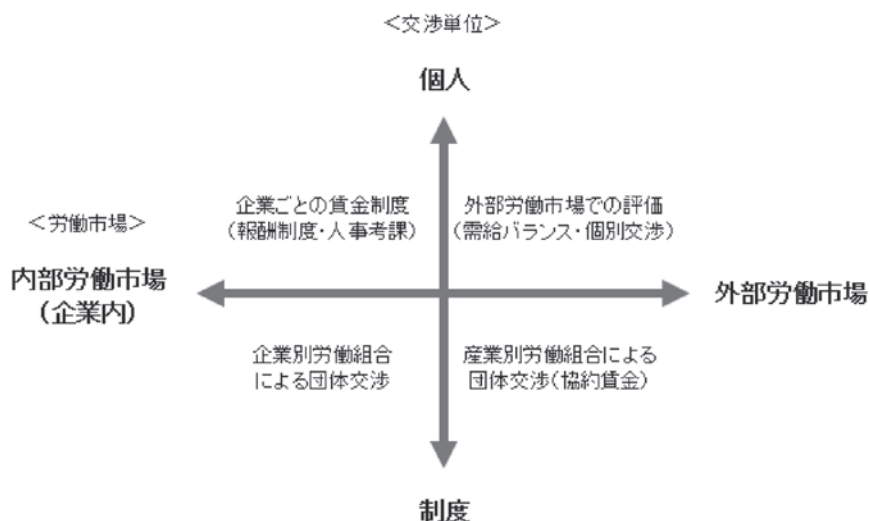 ＜交渉単位＞
個人
企業ごとの賃金制度
（報酬制度・人事考課）
外部労働市場での評価
（需給バランス・個別交渉）
＜労働市場＞
内部労働市場
（企業内）
外部労働市場
企業別労働組合
による団体交渉
産業別労働組合による
団体交渉（協約賃金）
制度